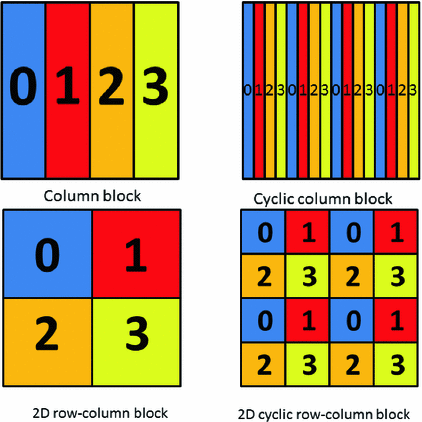 0 1 2 3
0 1 2 3 0 1 2 3 0 1 2 3 0 1 2 3
Column block
Cyclic column block
0 1
2 3
0 1 0 1
2 3 2 3
0 1 0 1
2 3 2 3
2D row-column block
2D cyclic row-column block